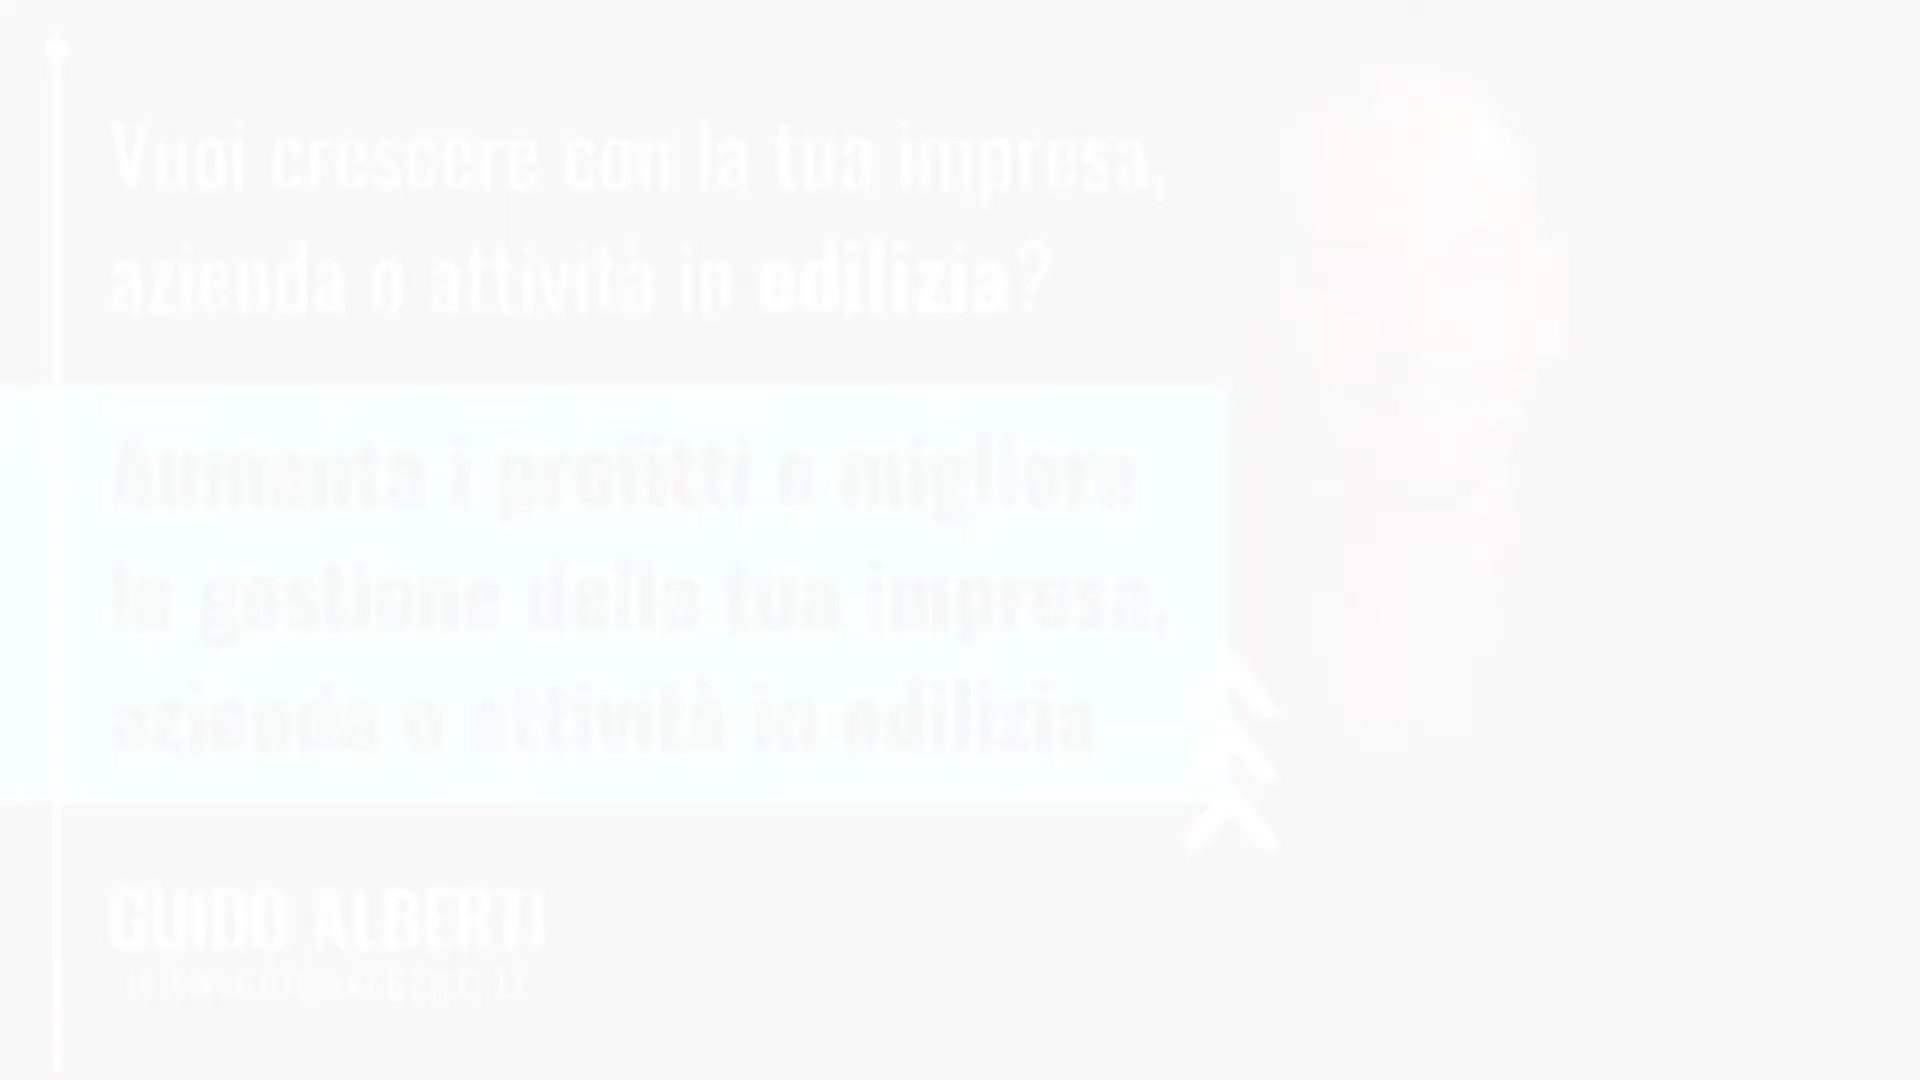 Vuoi crescere con la tua impresa,
azienda o attività in edilizia?
Aumenta i profitti e migliora
la gestione della tua impresa,
azienda o attività in edilizia
GUIDO ALBERTI